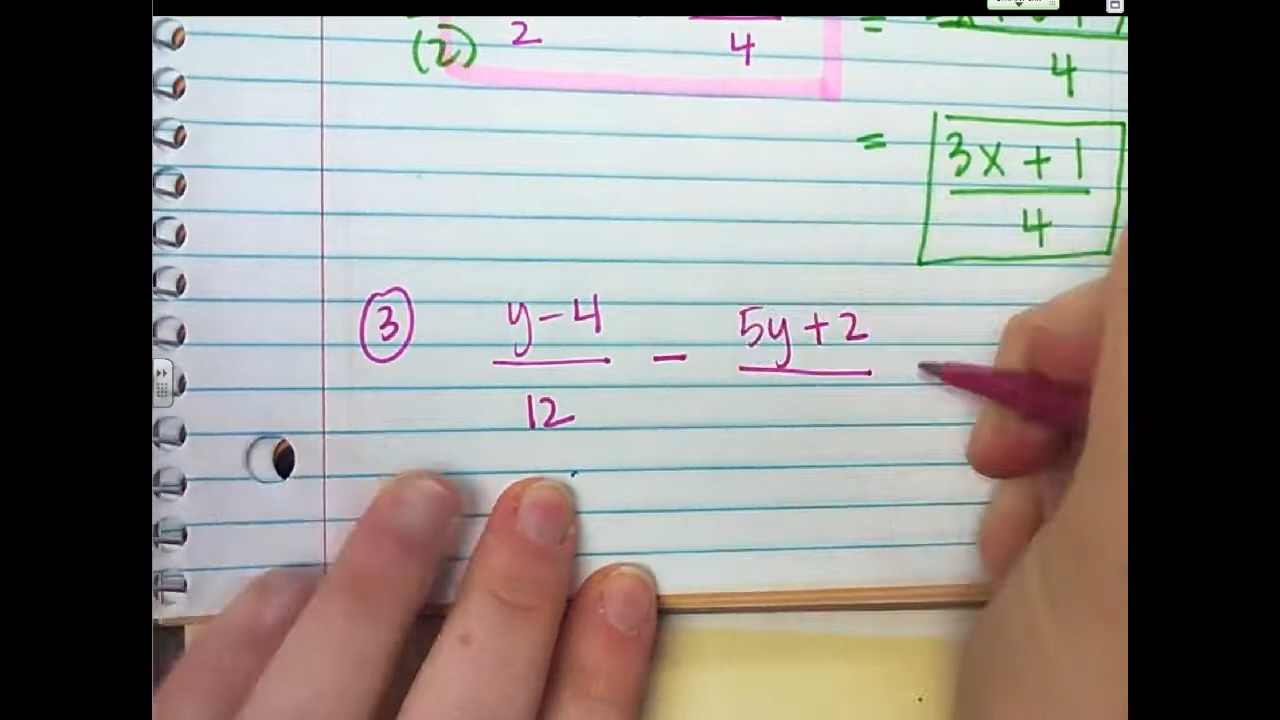 (2) 2 4 = 4
= 3x + 1
4
③ y - 4 - 5y + 2
12